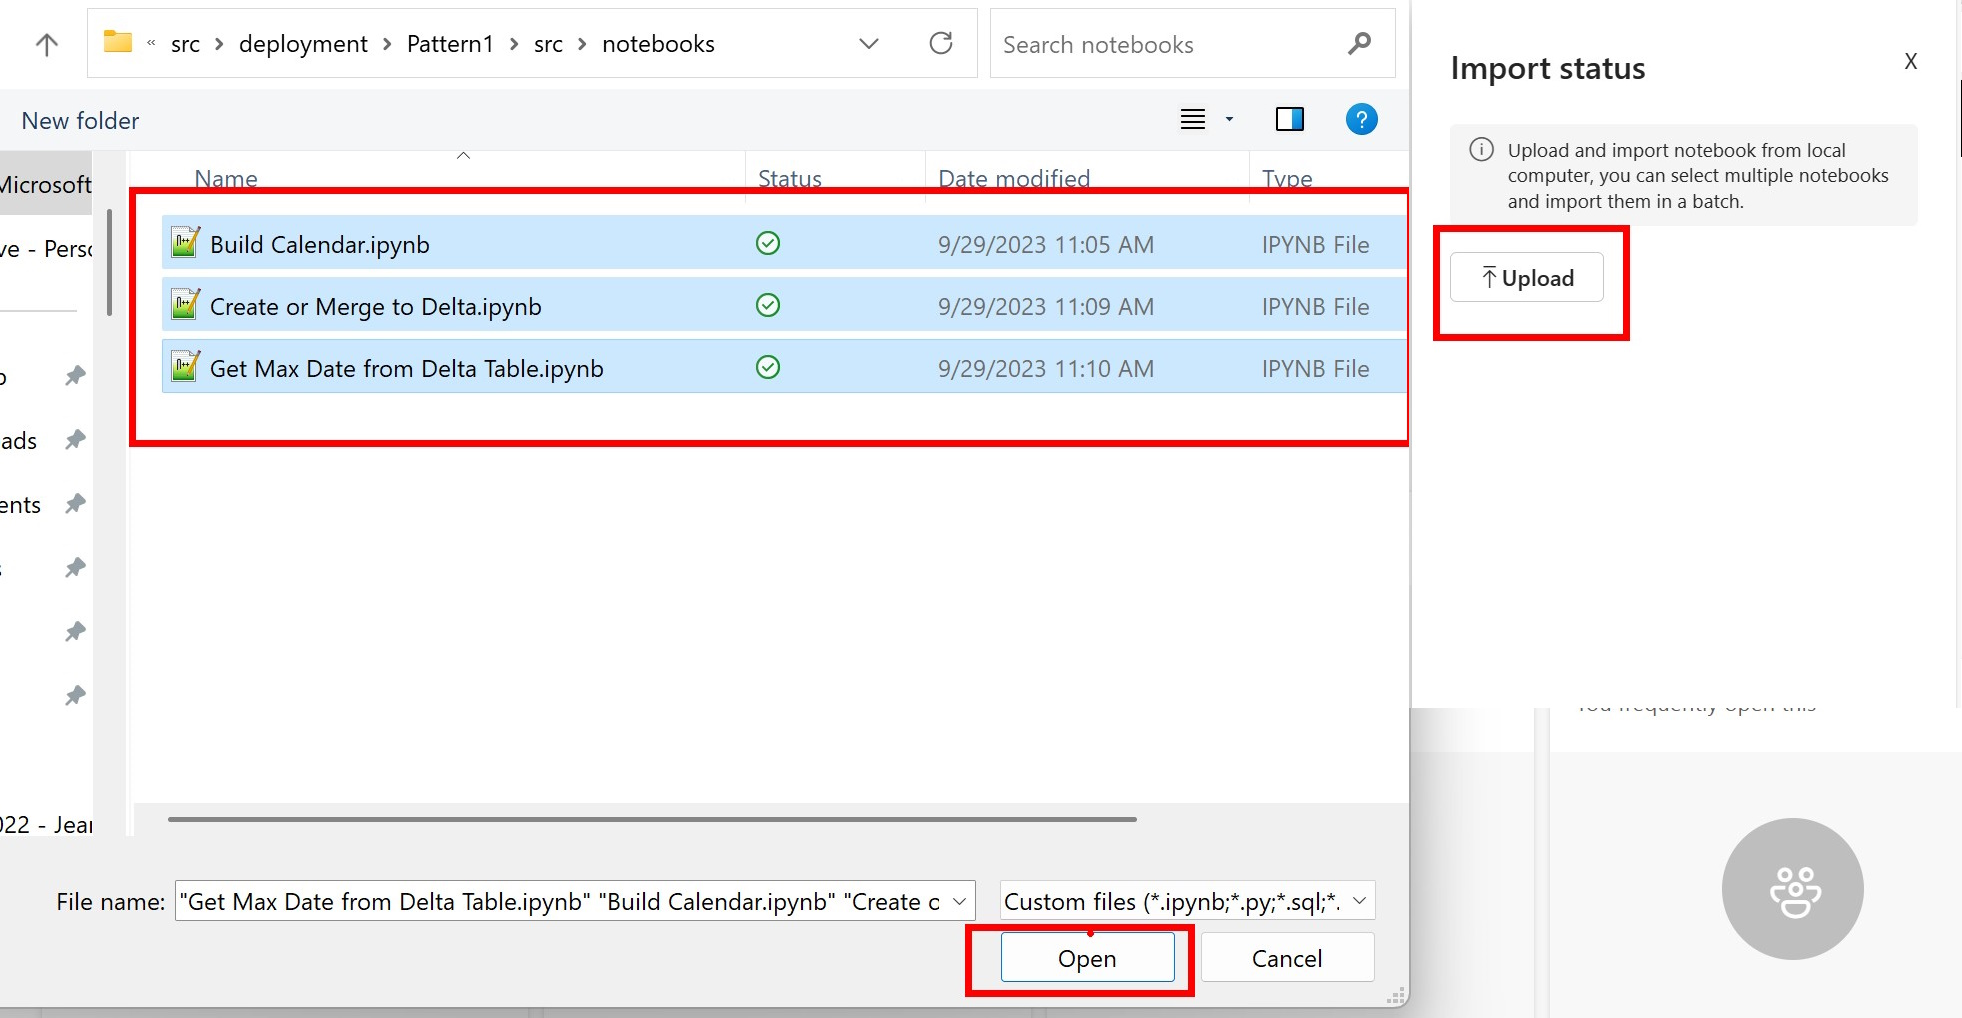 « src > deployment > Pattern1 > src > notebooks
Search notebooks
New folder
?
Name Status Date modified Type
Build Calendar.ipynb 9/29/2023 11:05 AM IPYNB File
Create or Merge to Delta.ipynb 9/29/2023 11:09 AM IPYNB File
Get Max Date from Delta Table.ipynb 9/29/2023 11:10 AM IPYNB File
Microsoft
ve - Perso
ads
ents
022 - Jear
File name: "Get Max Date from Delta Table.ipynb" "Build Calendar.ipynb" "Create o
Custom files (*.ipynb;*.py;*.sql;*.
Open Cancel
Import status
X
Upload and import notebook from local
computer, you can select multiple notebooks
and import them in a batch.
Upload
You frequently open this